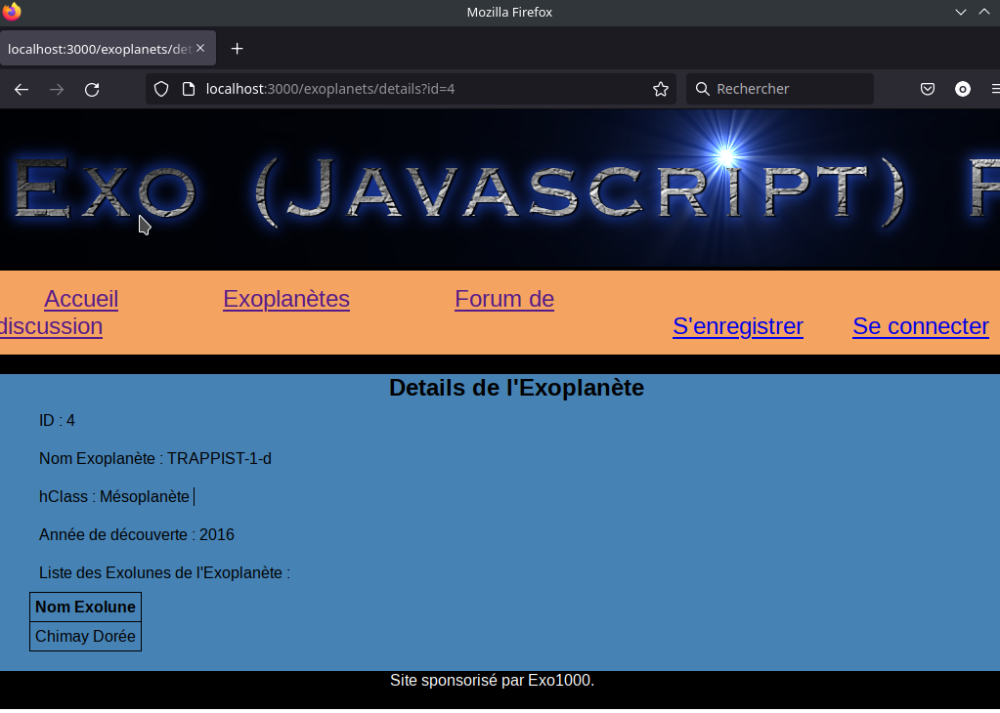 Mozilla Firefox
localhost:3000/exoplanets/det
localhost:3000/exoplanets/details?id=4
Rechercher
Exo (Javascript)
Accueil Exoplanètes Forum de
discussion S'enregistrer Se connecter
Details de l'Exoplanète
ID : 4
Nom Exoplanète : TRAPPIST-1-d
hClass : Mésoplanète
Année de découverte : 2016
Liste des Exolunes de l'Exoplanète :
Nom Exolune
Chimay Dorée
Site sponsorisé par Exo1000.